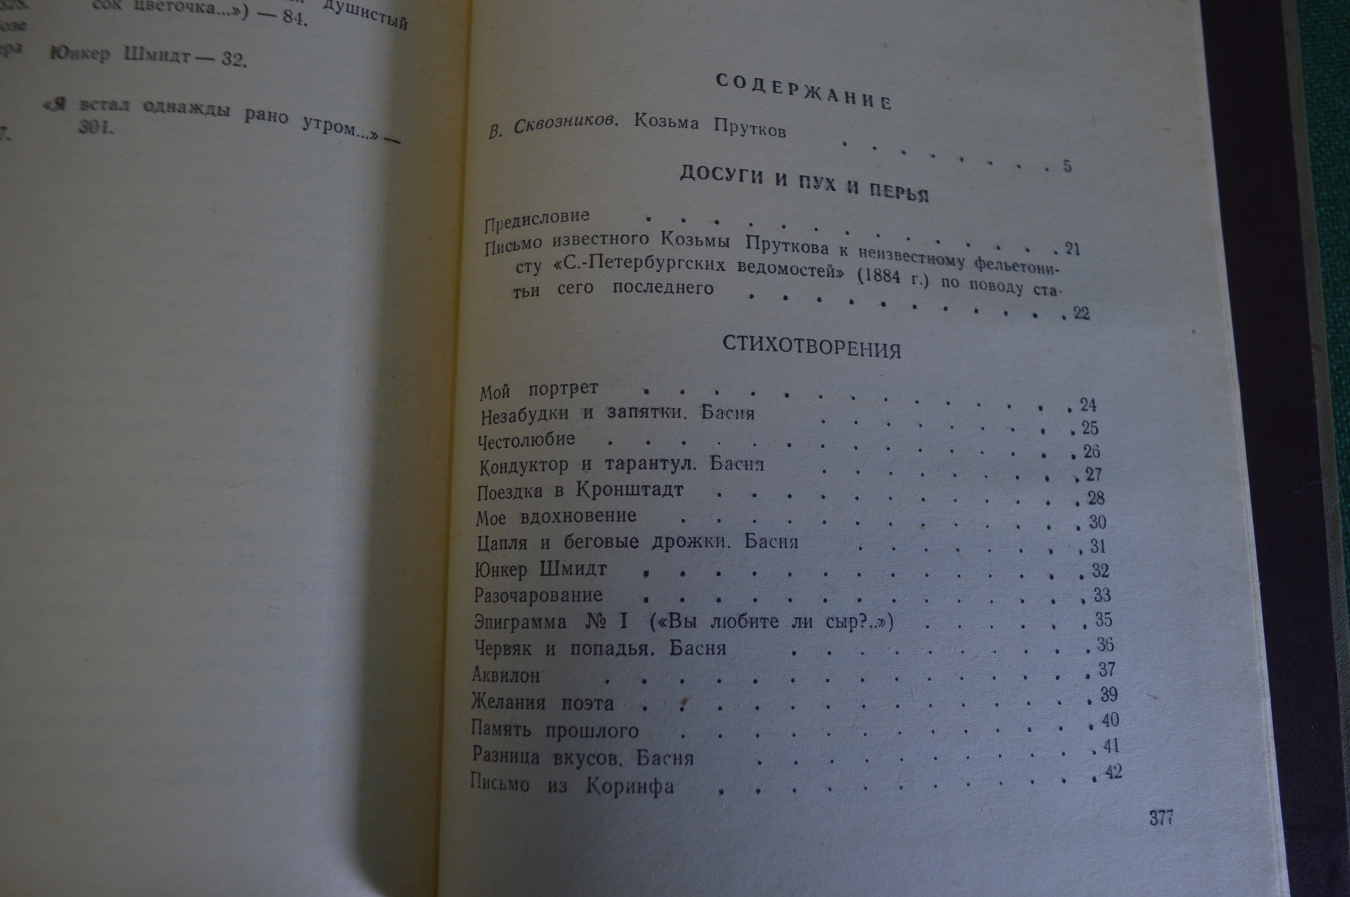 525.
душистый
сок цветочка...») — 84.
Юнкер Шмидт — 32.
«Я встал однажды рано утром...» —
301.
7.
СОДЕРЖАНИЕ
В. Сквозников. Козьма Прутков . . . . . . . . 5
ДОСУГИ И ПУХ И ПЕРЬЯ
Предисловие . . . . . . . . . . . . . 21
Письмо известного Козьмы Пруткова к неизвестному фельетони-
сту «С.-Петербургских ведомостей» (1884 г.) по поводу ста-
тьи сего последнего . . . . . . . . . . 22
СТИХОТВОРЕНИЯ
Мой портрет . . . . . . . . . . . . . 24
Незабудки и запятки. Басня . . . . . . . . 25
Честолюбие . . . . . . . . . . . . . . 26
Кондуктор и тарантул. Басня . . . . . . . . 27
Поездка в Кронштадт . . . . . . . . . . . 28
Мое вдохновение . . . . . . . . . . . . 30
Цапля и беговые дрожки. Басня . . . . . . . 31
Юнкер Шмидт . . . . . . . . . . . . . 32
Разочарование . . . . . . . . . . . . . 33
Эпиграмма № I («Вы любите ли сыр?..») . . . . . . 35
Червяк и попадья. Басня . . . . . . . . . 36
Аквилон . . . . . . . . . . . . . . 37
Желания поэта . . . . . . . . . . . . . 39
Память прошлого . . . . . . . . . . . . 40
Разница вкусов. Басня . . . . . . . . . . 41
Письмо из Коринфа . . . . . . . . . . . 42
377